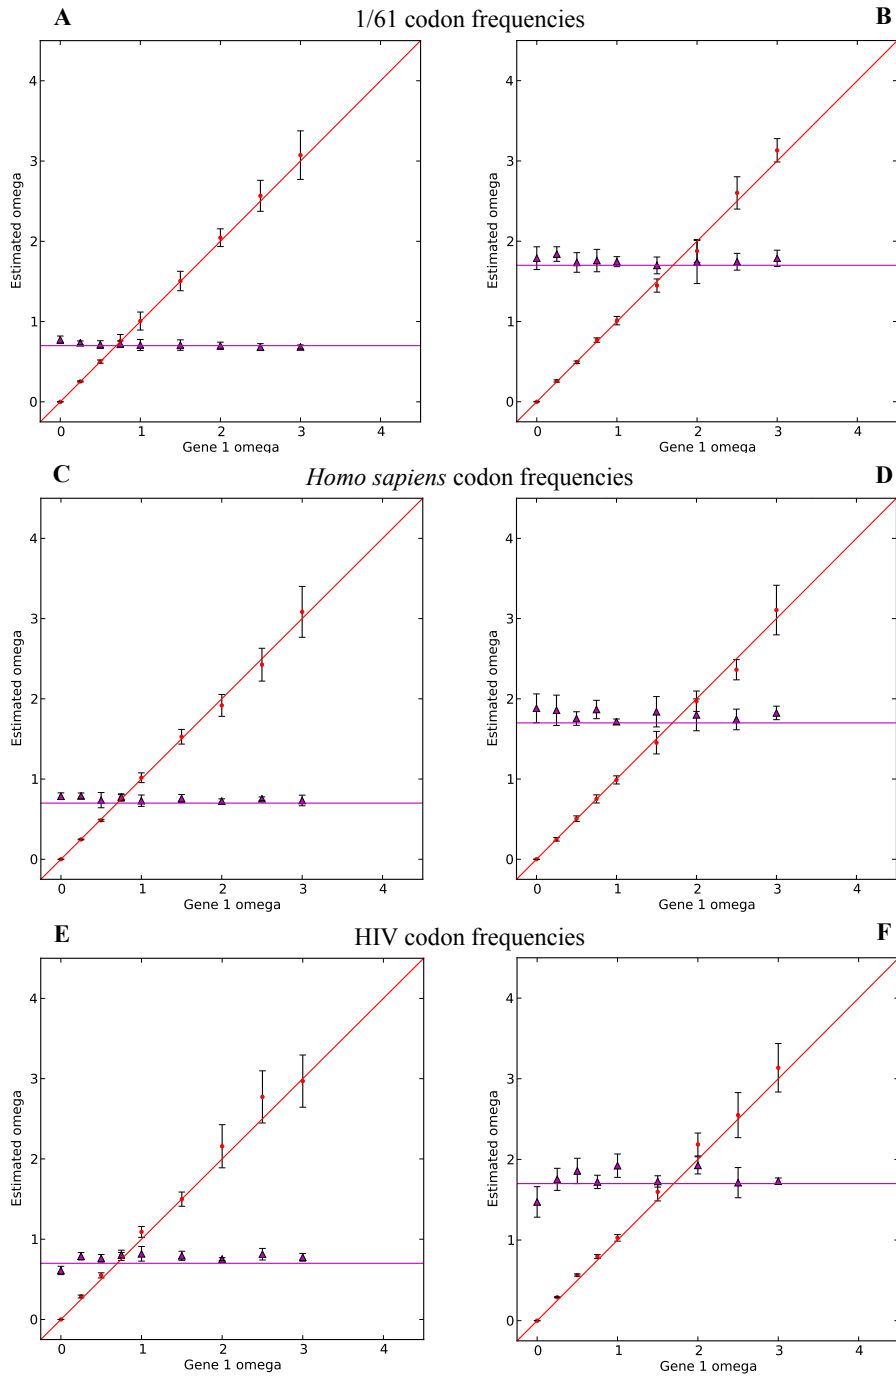 A
1/61 codon frequencies
B
4
3
2
1
0
Estimated omega
0 1 2 3 4
Gene 1 omega
4
3
2
1
0
Estimated omega
0 1 2 3 4
Gene 1 omega
C
Homo sapiens codon frequencies
D
4
3
2
1
0
Estimated omega
0 1 2 3 4
Gene 1 omega
4
3
2
1
0
Estimated omega
0 1 2 3 4
Gene 1 omega
E
HIV codon frequencies
F
4
3
2
1
0
Estimated omega
0 1 2 3 4
Gene 1 omega
4
3
2
1
0
Estimated omega
0 1 2 3 4
Gene 1 omega